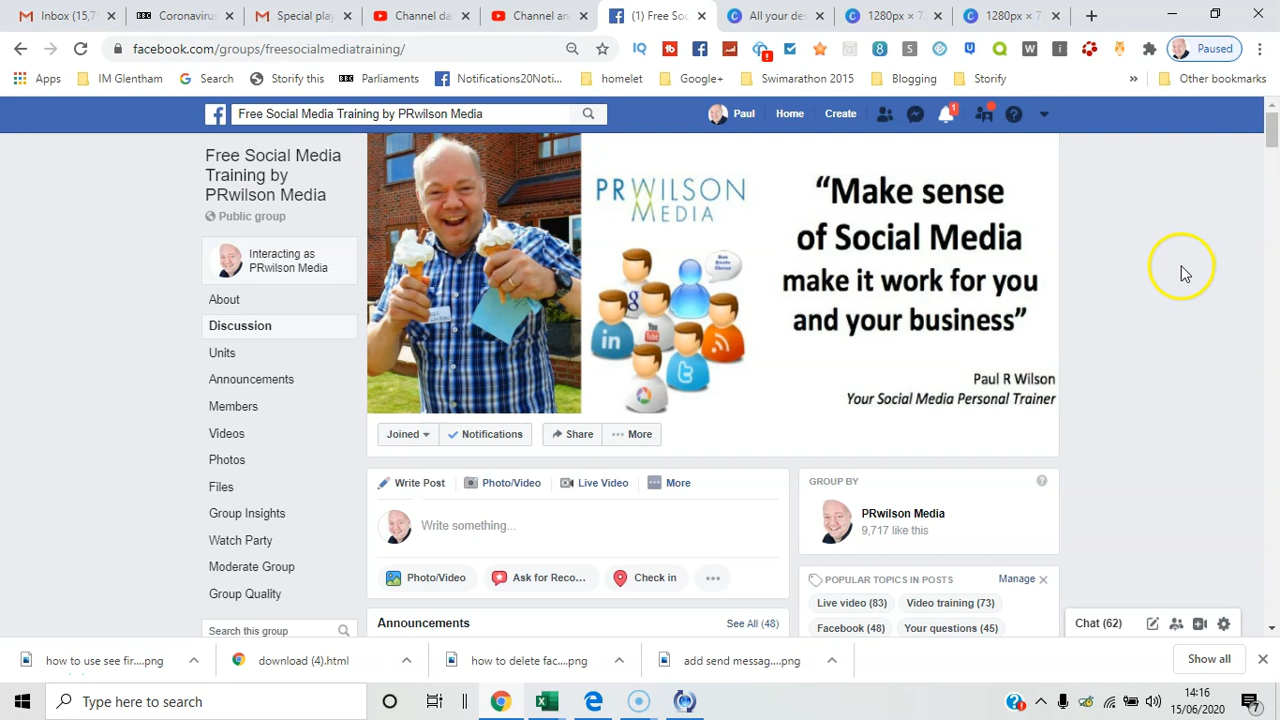 Inbox (15,7
BBC Coronavirus
Special play
Channel da
Channel an
(1) Free Soc
All your des
1280px × 7
1280px × 7
facebook.com/groups/freesocialmediatraining/
Paused
Apps
IM Glentham
Search
Storify this
BBC Parliaments
Notifications20Noti...
homelet
Google+
Swimarathon 2015
Blogging
Storify
»
Other bookmarks
Free Social Media Training by PRwilson Media
Paul
Home
Create
1
Free Social Media
Training by
PRwilson Media
Public group
Interacting as
PRwilson Media
About
Discussion
Units
Announcements
Members
Videos
Photos
Files
Group Insights
Watch Party
Moderate Group
Group Quality
Search this group
PRWILSON
MEDIA
“Make sense
of Social Media
make it work for you
and your business”
Paul R Wilson
Your Social Media Personal Trainer
Joined
Notifications
Share
More
Write Post
Photo/Video
Live Video
More
Write something...
Photo/Video
Ask for Reco...
Check in
Announcements
See All (48)
GROUP BY
PRwilson Media
9,717 like this
POPULAR TOPICS IN POSTS
Manage
Live video (83)
Video training (73)
Facebook (48)
Your questions (45)
Chat (62)
how to use see fir....png
download (4).html
how to delete fac....png
add send messag....png
Show all
Type here to search
14:16
15/06/2020
7